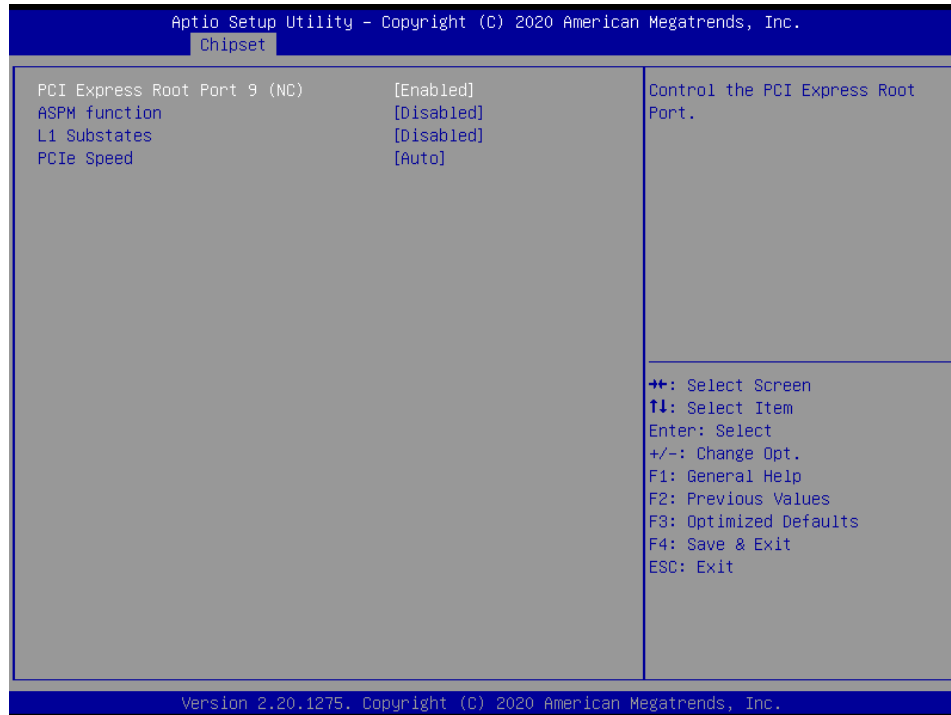 Aptio Setup Utility – Copyright (C) 2020 American Megatrends, Inc.
Chipset
PCI Express Root Port 9 (NC) [Enabled]
ASPM function [Disabled]
L1 Substates [Disabled]
PCIe Speed [Auto]
Control the PCI Express Root
Port.
→←: Select Screen
↑↓: Select Item
Enter: Select
+/-: Change Opt.
F1: General Help
F2: Previous Values
F3: Optimized Defaults
F4: Save & Exit
ESC: Exit
Version 2.20.1275. Copyright (C) 2020 American Megatrends, Inc.